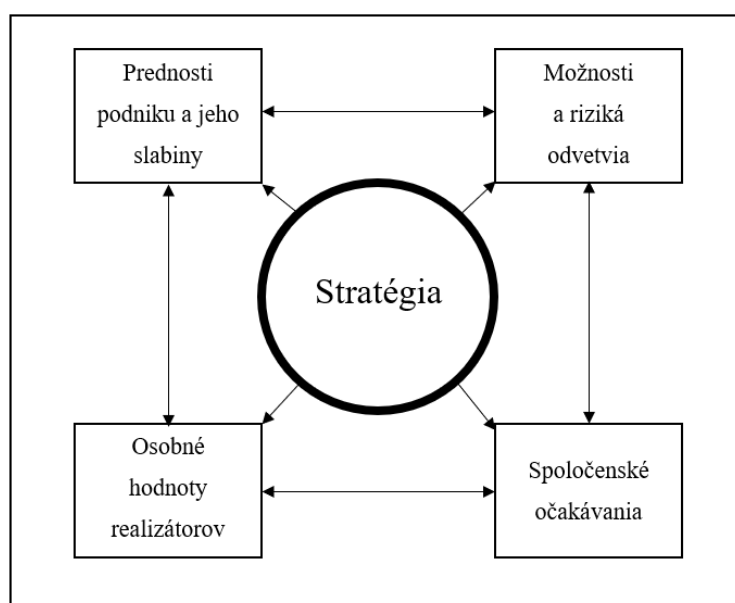 Prednosti
podniku a jeho
slabiny
Možnosti
a riziká
odvetvia
Stratégia
Osobné
hodnoty
realizátorov
Spoločenské
očakávania